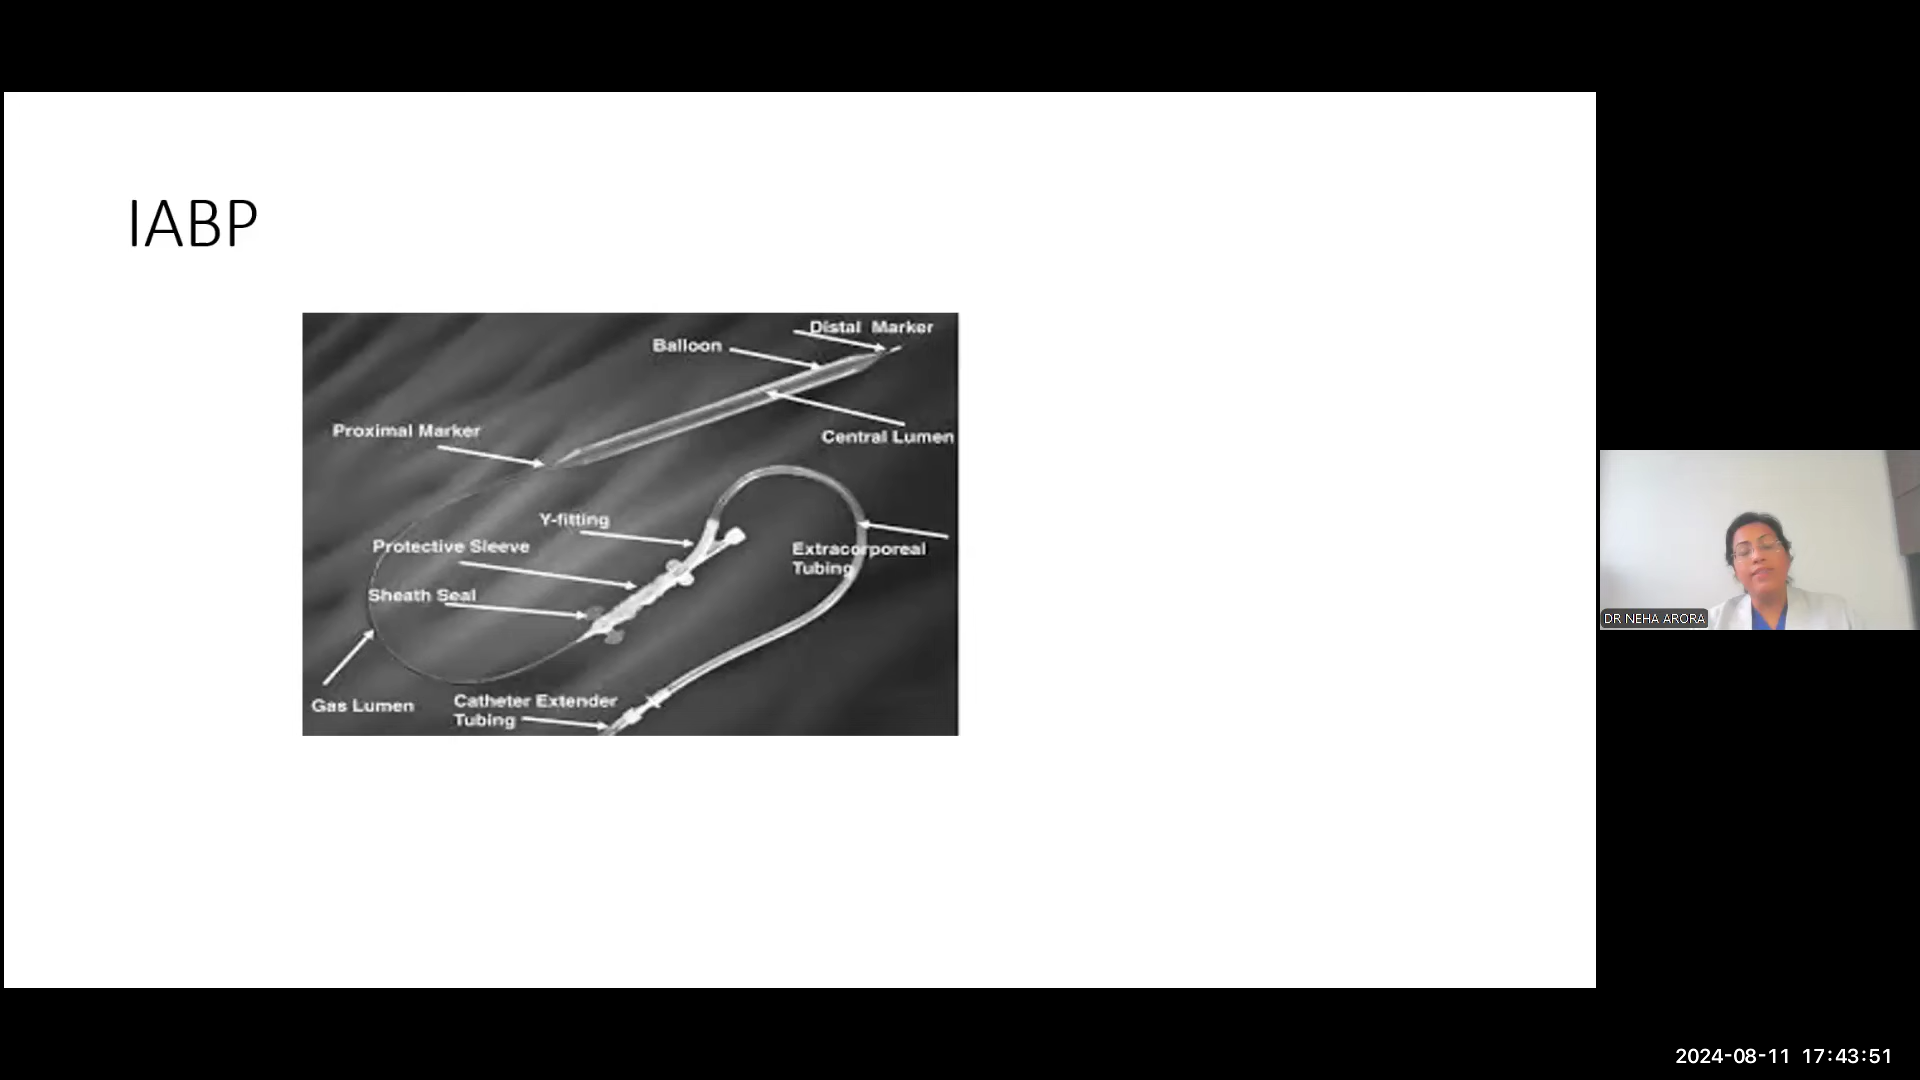 IABP
Distal Marker
Balloon
Proximal Marker
Central Lumen
Y-fitting
Protective Sleeve
Extracorporeal
Tubing
Sheath Seal
Gas Lumen
Catheter Extender
Tubing
DR NEHA ARORA
2024-08-11 17:43:51